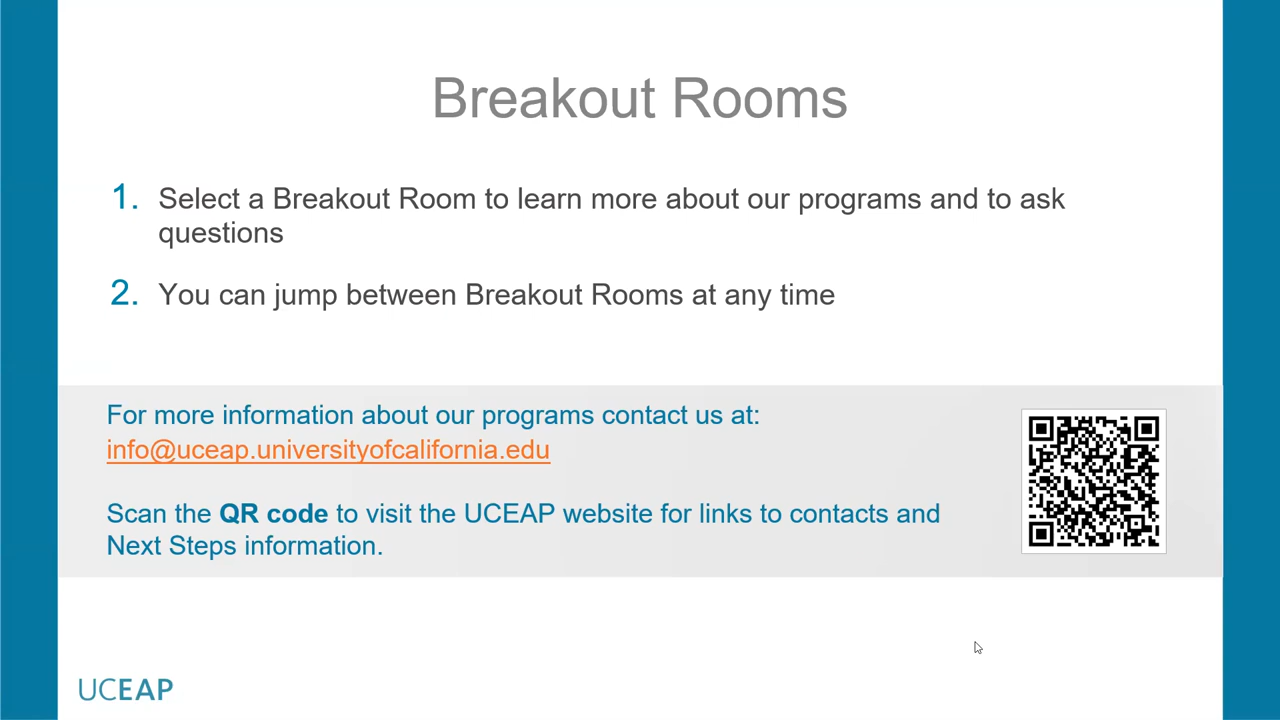 Breakout Rooms
1. Select a Breakout Room to learn more about our programs and to ask
questions
2. You can jump between Breakout Rooms at any time
For more information about our programs contact us at:
info@uceap.universityofcalifornia.edu
Scan the QR code to visit the UCEAP website for links to contacts and
Next Steps information.
UCEAP